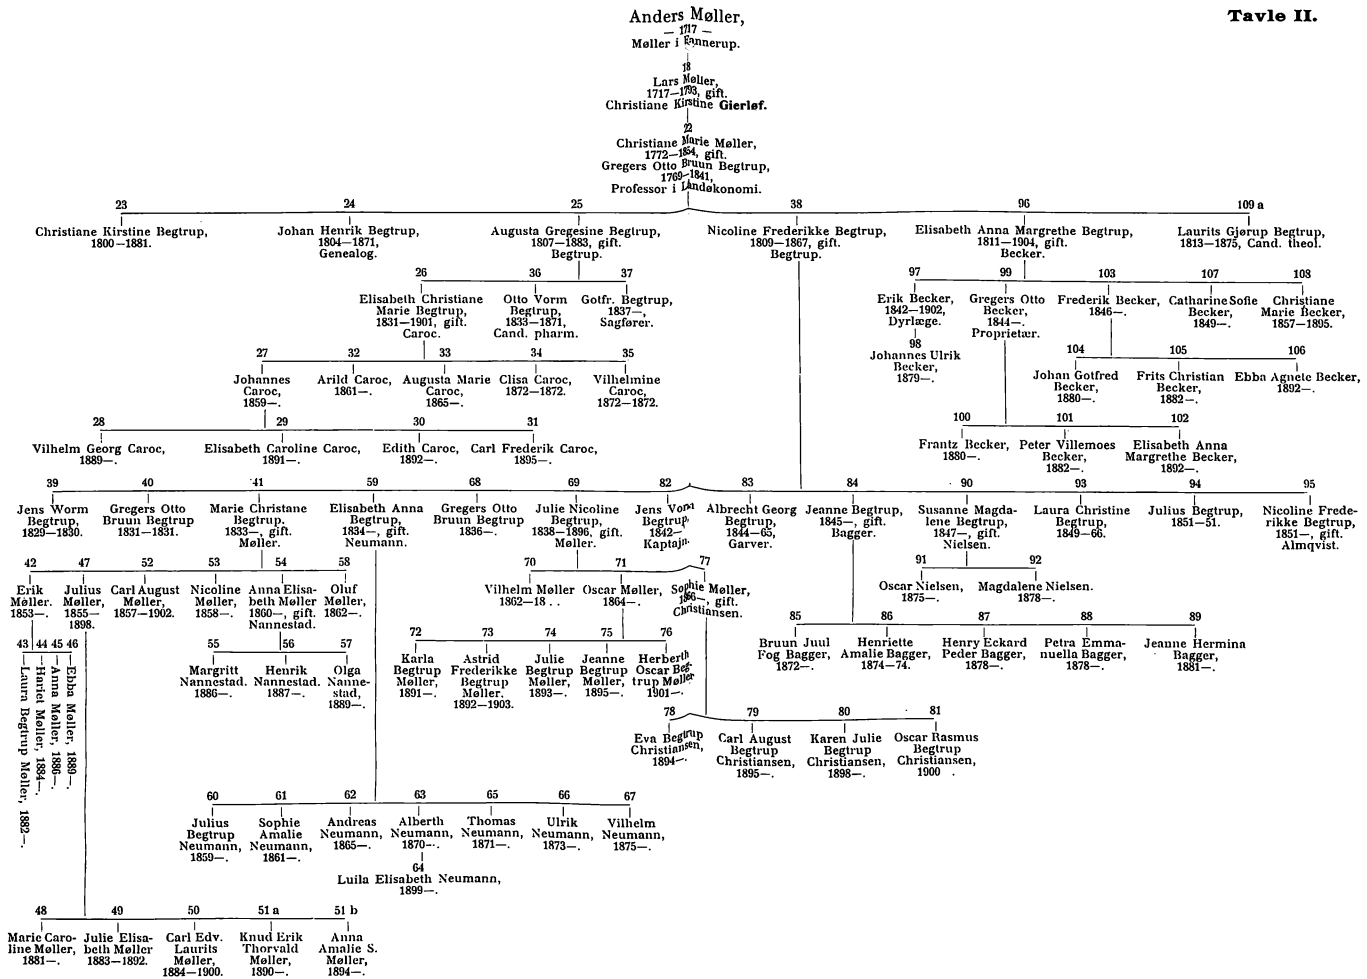 Tavle II.
Anders Møller,
— 1717 —
Møller i Fannerup.
18
Lars Møller,
1717—1793, gift.
Christiane Kirstine Gierløf.
22
Christiane Marie Møller,
1772—1854, gift.
Gregers Otto Bruun Begtrup,
1769—1841,
Professor i Landøkonomi.
23
Christiane Kirstine Begtrup,
1800—1881.
24
Johan Henrik Begtrup,
1804—1871,
Genealog.
25
Augusta Gregesine Begtrup,
1807—1883, gift.
Begtrup.
38
Nicoline Frederikke Begtrup,
1809—1867, gift.
Begtrup.
96
Elisabeth Anna Margrethe Begtrup,
1811—1904, gift.
Becker.
109 a
Laurits Gjørup Begtrup,
1813—1875, Cand. theol.
26
Elisabeth Christiane
Marie Begtrup,
1831—1901, gift.
Caroc.
36
Otto Vorm
Begtrup,
1833—1871,
Cand. pharm.
37
Gotfr. Begtrup,
1837—,
Sagfører.
97
Erik Becker,
1842—1902,
Dyrlæge.
98
Johannes Ulrik
Becker,
1879—.
99
Gregers Otto
Becker,
1844—.
Proprietær.
103
Frederik Becker,
1846—.
107
Catharine Sofie
Becker,
1849—.
108
Christiane
Marie Becker,
1857—1895.
27
Johannes
Caroc,
1859—.
32
Arild Caroc,
1861—.
33
Augusta Marie
Caroc,
1865—.
34
Clisa Caroc,
1872—1872.
35
Vilhelmine
Caroc,
1872—1872.
104
Johan Gotfred
Becker,
1880—.
105
Frits Christian
Becker,
1882—.
106
Ebba Agnete Becker,
1892—.
28
Vilhelm Georg Caroc,
1889—.
29
Elisabeth Caroline Caroc,
1891—.
30
Edith Caroc,
1892—.
31
Carl Frederik Caroc,
1895—.
100
Frantz Becker,
1880—.
101
Peter Villemoes
Becker,
1882—.
102
Elisabeth Anna
Margrethe Becker,
1892—.
39
Jens Worm
Begtrup,
1829—1830.
40
Gregers Otto
Bruun Begtrup
1831—1831.
41
Marie Christane
Begtrup.
1833—, gift.
Møller.
59
Elisabeth Anna
Begtrup,
1834—, gift.
Neumann.
68
Gregers Otto
Bruun Begtrup
1836—.
69
Julie Nicoline
Begtrup,
1838—1896, gift.
Møller.
82
Jens Vorm
Begtrup,
1842—
Kaptajn.
83
Albrecht Georg
Begtrup,
1844—65,
Garver.
84
Jeanne Begtrup,
1845—, gift.
Bagger.
90
Susanne Magda-
lene Begtrup,
1847—, gift.
Nielsen.
93
Laura Christine
Begtrup,
1849—66.
94
Julius Begtrup,
1851—51.
95
Nicoline Frede-
rikke Begtrup,
1851—, gift.
Almqvist.
42
Erik
Møller.
1853—.
47
Julius
Møller,
1855—
1898.
52
Carl August
Møller,
1857—1902.
53
Nicoline
Møller,
1858—.
54
Anna Elisa-
beth Møller
1860—, gift.
Nannestad.
58
Oluf
Møller,
1862—.
70
Vilhelm Møller
1862—18 . .
71
Oscar Møller,
1864—.
77
Sophie Møller,
1866—, gift.
Christiansen.
91
Oscar Nielsen,
1875—.
92
Magdalene Nielsen.
1878—.
43
Laura Begtrup Møller, 1882—.
44
Hariet Møller, 1884—.
45
Anna Møller, 1886—.
46
Ebba Møller, 1889—.
55
Margritt
Nannestad.
1886—.
56
Henrik
Nannestad.
1887—.
57
Olga
Nanne-
stad,
1889—.
72
Karla
Begtrup
Møller,
1891—.
73
Astrid
Frederikke
Begtrup
Møller.
1892—1903.
74
Julie
Begtrup
Møller,
1893—.
75
Jeanne
Begtrup
Møller,
1895—.
76
Herberth
Oscar Beg-
trup Møller
1901—.
85
Bruun Juul
Fog Bagger,
1872—.
86
Henriette
Amalie Bagger,
1874—74.
87
Henry Eckard
Peder Bagger,
1878—.
88
Petra Emma-
nuella Bagger,
1878—.
89
Jeanne Hermina
Bagger,
1881—.
78
Eva Begtrup
Christiansen,
1894—.
79
Carl August
Begtrup
Christiansen,
1895—.
80
Karen Julie
Begtrup
Christiansen,
1898—.
81
Oscar Rasmus
Begtrup
Christiansen,
1900 .
60
Julius
Begtrup
Neumann,
1859—.
61
Sophie
Amalie
Neumann,
1861—.
62
Andreas
Neumann,
1865—.
63
Alberth
Neumann,
1870—.
64
Luila Elisabeth Neumann,
1899—.
65
Thomas
Neumann,
1871—.
66
Ulrik
Neumann,
1873—.
67
Vilhelm
Neumann,
1875—.
48
Marie Caro-
line Møller,
1881—.
49
Julie Elisa-
beth Møller
1883—1892.
50
Carl Edv.
Laurits
Møller,
1884—1900.
51 a
Knud Erik
Thorvald
Møller,
1890—.
51 b
Anna
Amalie S.
Møller,
1894—.